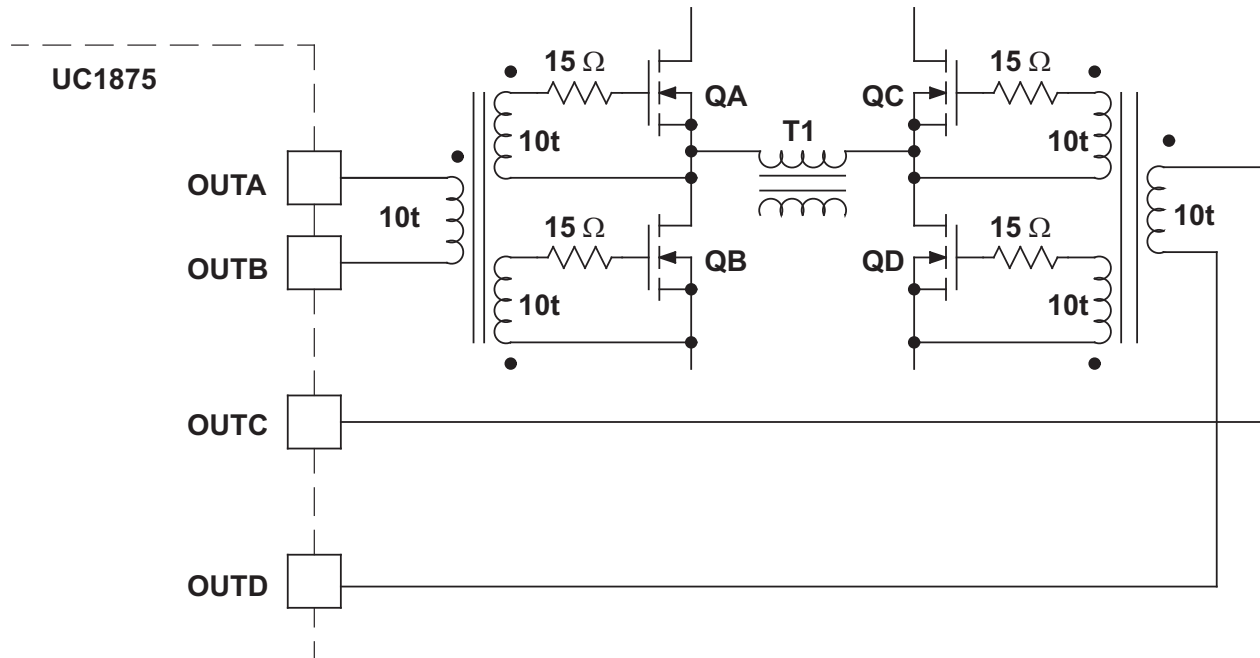 15 Ω
15 Ω
UC1875
QA
QC
T1
10t
10t
OUTA
10t
10t
15 Ω
15 Ω
QB
QD
OUTB
10t
10t
OUTC
OUTD